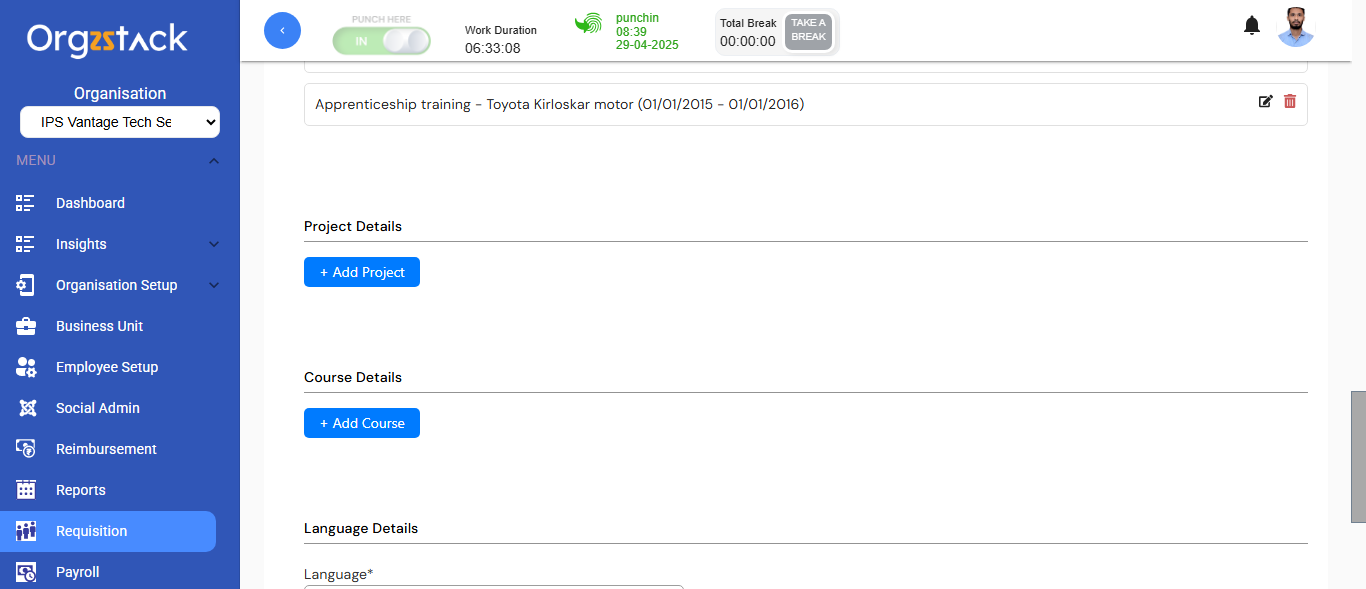 Orgzstack
Organisation
IPS Vantage Tech Se
MENU
Dashboard
Insights
Organisation Setup
Business Unit
Employee Setup
Social Admin
Reimbursement
Reports
Requisition
Payroll
PUNCH HERE
IN
Work Duration
06:33:08
punchin
08:39
29-04-2025
Total Break
00:00:00
TAKE A
BREAK
Apprenticeship training - Toyota Kirloskar motor (01/01/2015 - 01/01/2016)
Project Details
+ Add Project
Course Details
+ Add Course
Language Details
Language*